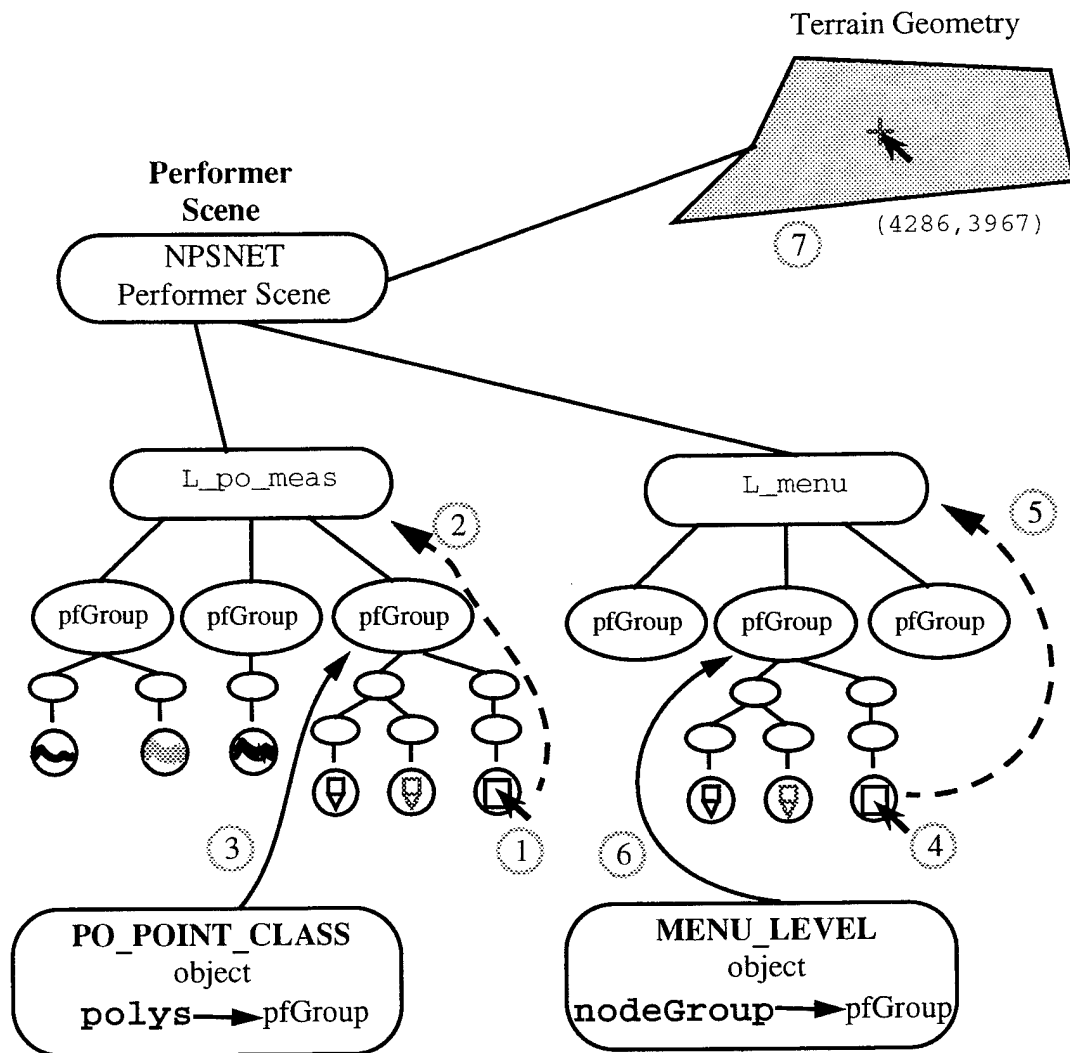 Terrain Geometry
Performer
Scene
(4286,3967)
7
NPSNET
Performer Scene
L_po_meas
L_menu
2
5
pfGroup
pfGroup
pfGroup
pfGroup
pfGroup
pfGroup
3
1
6
4
PO_POINT_CLASS
object
polys pfGroup
MENU_LEVEL
object
nodeGroup pfGroup